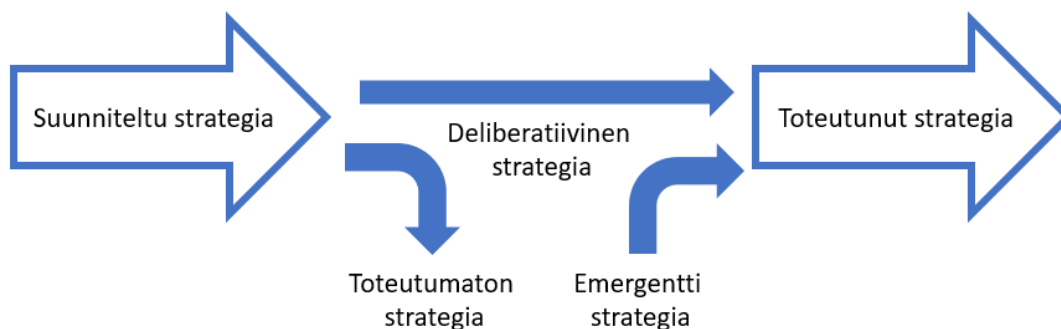 Suunniteltu strategia
Deliberatiivinen
strategia
Toteutunut strategia
Toteutumaton
strategia
Emergentti
strategia